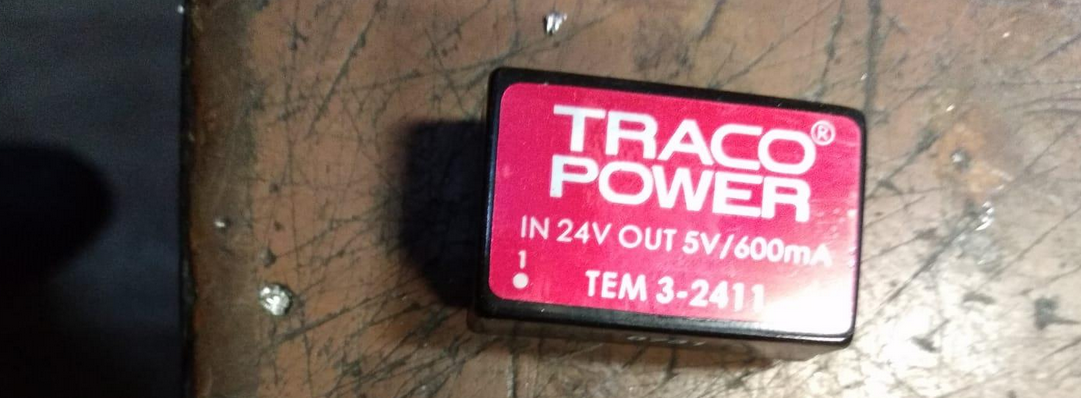 TRACO®
POWER
IN 24V OUT 5V/600mA
1
TEM 3-2411